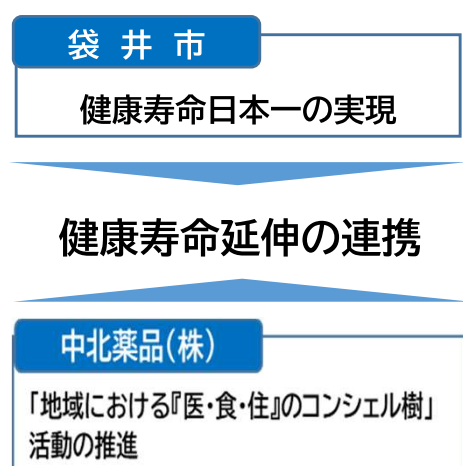 袋井市
健康寿命日本一の実現
健康寿命延伸の連携
中北薬品(株)
「地域における『医・食・住』のコンシェル樹」
活動の推進